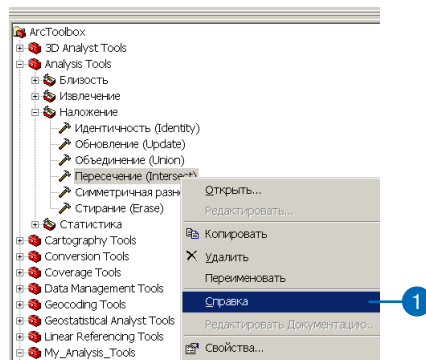 ArcToolbox
3D Analyst Tools
Analysis Tools
Близость
Извлечение
Наложение
Идентичность (Identity)
Обновление (Update)
Объединение (Union)
Пересечение (Intersect)
Симметричная разн
Стирание (Erase)
Статистика
Cartography Tools
Conversion Tools
Coverage Tools
Data Management Tools
Geocoding Tools
Geostatistical Analyst Tools
Linear Referencing Tools
My_Analysis_Tools
Открыть...
Редактировать...
Копировать
Удалить
Переименовать
Справка
Редактировать Документацию...
Свойства...
1